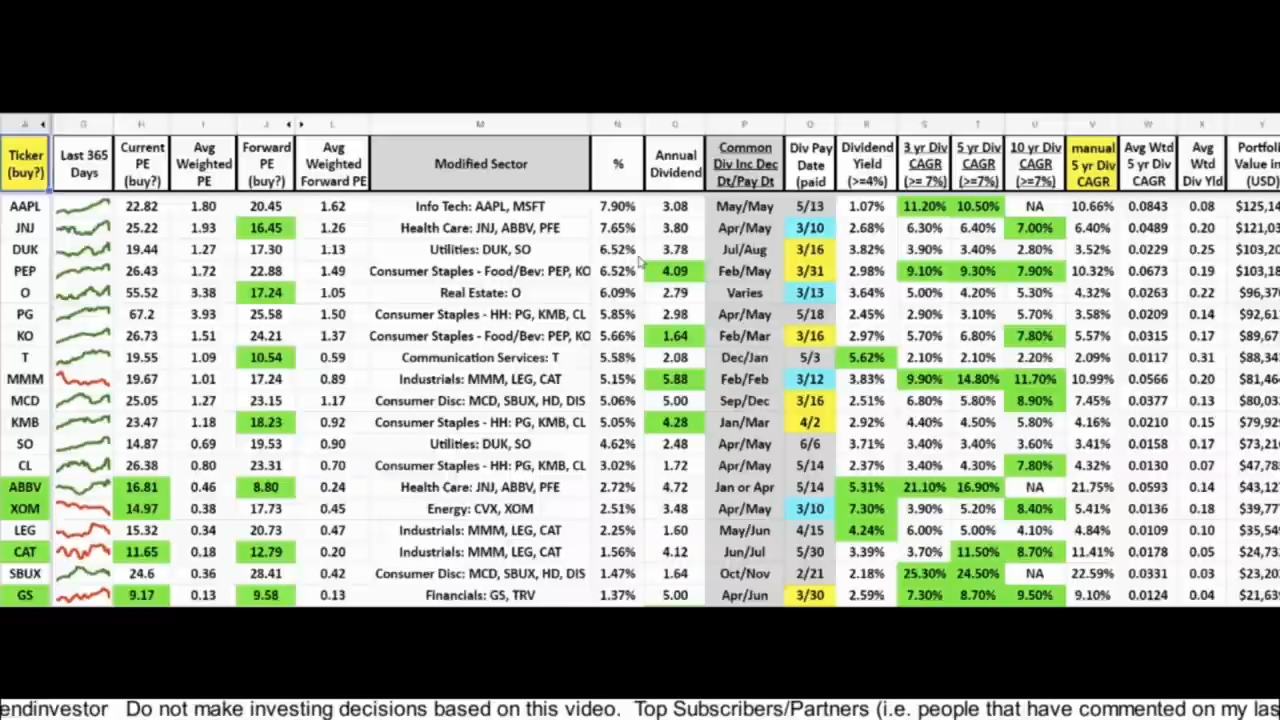 A G H I J L M N O P Q R S T U V W X Y
Ticker (buy?) Last 365 Days Current PE (buy?) Avg Weighted PE Forward PE (buy?) Avg Weighted Forward PE Modified Sector % Annual Dividend Common Div Inc Dec Dt/Pay Dt Div Pay Date (paid Dividend Yield (>=4%) 3 yr Div CAGR (>= 7%) 5 yr Div CAGR (>=7%) 10 yr Div CAGR (>=7%) manual 5 yr Div CAGR Avg Wtd 5 yr Div CAGR Avg Wtd Div Yld Portfoli Value in (USD)
AAPL 22.82 1.80 20.45 1.62 Info Tech: AAPL, MSFT 7.90% 3.08 May/May 5/13 1.07% 11.20% 10.50% NA 10.66% 0.0843 0.08 $125,14
JNJ 25.22 1.93 16.45 1.26 Health Care: JNJ, ABBV, PFE 7.65% 3.80 Apr/May 3/10 2.68% 6.30% 6.40% 7.00% 6.40% 0.0489 0.20 $121,03
DUK 19.44 1.27 17.30 1.13 Utilities: DUK, SO 6.52% 3.78 Jul/Aug 3/16 3.82% 3.90% 3.40% 2.80% 3.52% 0.0229 0.25 $103,20
PEP 26.43 1.72 22.88 1.49 Consumer Staples - Food/Bev: PEP, KO 6.52% 4.09 Feb/May 3/31 2.98% 9.10% 9.30% 7.90% 10.32% 0.0673 0.19 $103,18
O 55.52 3.38 17.24 1.05 Real Estate: O 6.09% 2.79 Varies 3/13 3.64% 5.00% 4.20% 5.30% 4.32% 0.0263 0.22 $96,37
PG 67.2 3.93 25.58 1.50 Consumer Staples - HH: PG, KMB, CL 5.85% 2.98 Apr/May 5/18 2.45% 2.90% 3.10% 5.70% 3.58% 0.0209 0.14 $92,61
KO 26.73 1.51 24.21 1.37 Consumer Staples - Food/Bev: PEP, KO 5.66% 1.64 Feb/Mar 3/16 2.97% 5.70% 6.80% 7.80% 5.57% 0.0315 0.17 $89,67
T 19.55 1.09 10.54 0.59 Communication Services: T 5.58% 2.08 Dec/Jan 5/3 5.62% 2.10% 2.10% 2.20% 2.09% 0.0117 0.31 $88,34
MMM 19.67 1.01 17.24 0.89 Industrials: MMM, LEG, CAT 5.15% 5.88 Feb/Feb 3/12 3.83% 9.90% 14.80% 11.70% 10.99% 0.0566 0.20 $81,46
MCD 25.05 1.27 23.15 1.17 Consumer Disc: MCD, SBUX, HD, DIS 5.06% 5.00 Sep/Dec 3/16 2.51% 6.80% 5.80% 8.90% 7.45% 0.0377 0.13 $80,03
KMB 23.47 1.18 18.23 0.92 Consumer Staples - HH: PG, KMB, CL 5.05% 4.28 Jan/Mar 4/2 2.92% 4.40% 4.50% 5.80% 4.16% 0.0210 0.15 $79,92
SO 14.87 0.69 19.53 0.90 Utilities: DUK, SO 4.62% 2.48 Apr/May 6/6 3.71% 3.40% 3.40% 3.60% 3.41% 0.0158 0.17 $73,21
CL 26.38 0.80 23.31 0.70 Consumer Staples - HH: PG, KMB, CL 3.02% 1.72 Apr/May 5/14 2.37% 3.40% 4.30% 7.80% 4.32% 0.0130 0.07 $47,78
ABBV 16.81 0.46 8.80 0.24 Health Care: JNJ, ABBV, PFE 2.72% 4.72 Jan or Apr 5/14 5.31% 21.10% 16.90% NA 21.75% 0.0593 0.14 $43,12
XOM 14.97 0.38 17.73 0.45 Energy: CVX, XOM 2.51% 3.48 Apr/May 3/10 7.30% 3.90% 5.20% 8.40% 5.41% 0.0136 0.18 $39,77
LEG 15.32 0.34 20.73 0.47 Industrials: MMM, LEG, CAT 2.25% 1.60 May/Jun 4/15 4.24% 6.00% 5.00% 4.10% 4.84% 0.0109 0.10 $35,54
CAT 11.65 0.18 12.79 0.20 Industrials: MMM, LEG, CAT 1.56% 4.12 Jun/Jul 5/30 3.39% 3.70% 11.50% 8.70% 11.41% 0.0178 0.05 $24,73
SBUX 24.6 0.36 28.41 0.42 Consumer Disc: MCD, SBUX, HD, DIS 1.47% 1.64 Oct/Nov 2/21 2.18% 25.30% 24.50% NA 22.59% 0.0331 0.03 $23,20
GS 9.17 0.13 9.58 0.13 Financials: GS, TRV 1.37% 5.00 Apr/Jun 3/30 2.59% 7.30% 8.70% 9.50% 9.10% 0.0124 0.04 $21,63
endinvestor Do not make investing decisions based on this video. Top Subscribers/Partners (i.e. people that have commented on my las